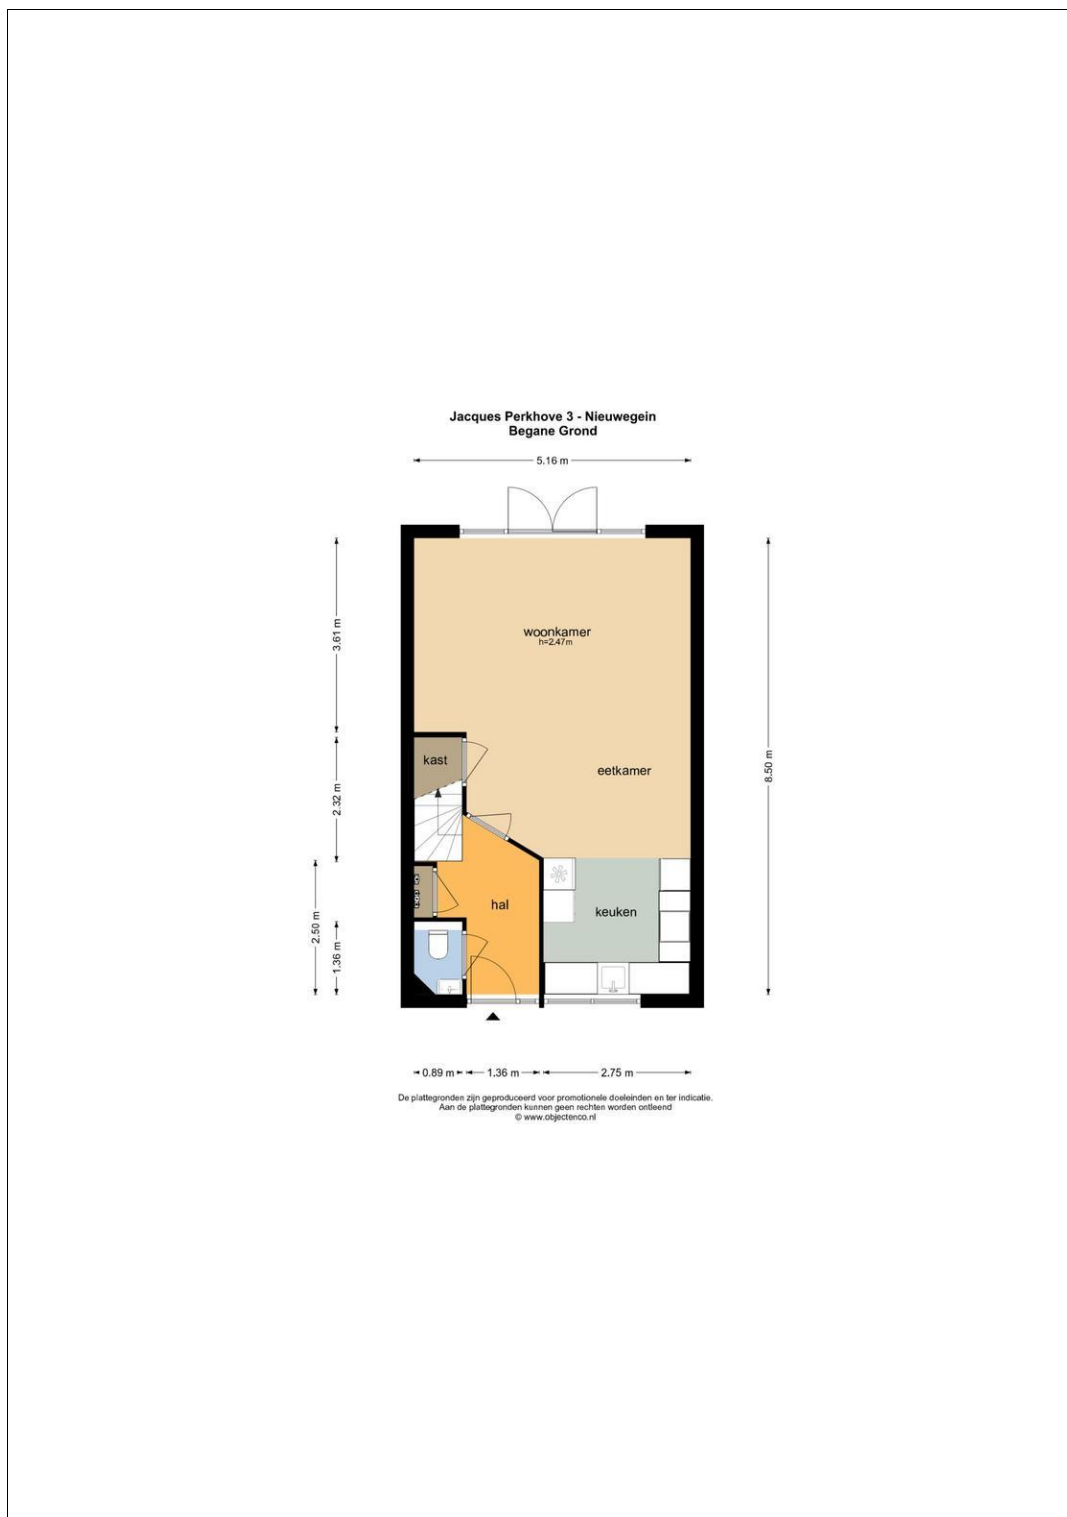 Jacques Perkhove 3 - Nieuwegein
Begane Grond
5.16 m
woonkamer
h=2.47m
3.61 m
kast
eetkamer
8.50 m
2.32 m
hal
keuken
2.50 m
1.36 m
0.89 m
1.36 m
2.75 m
De plattegronden zijn geproduceerd voor promotionele doeleinden en ter indicatie.
Aan de plattegronden kunnen geen rechten worden ontleend
© www.objectenco.nl